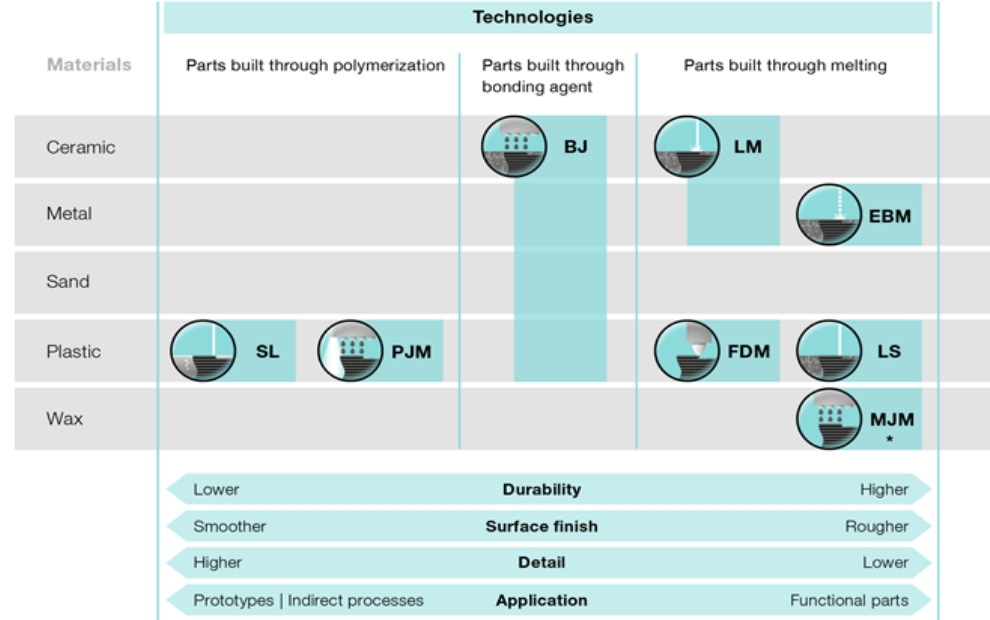 Technologies
Materials
Parts built through polymerization
Parts built through
bonding agent
Parts built through melting
Ceramic
BJ
LM
Metal
EBM
Sand
Plastic
SL
PJM
FDM
LS
Wax
MJM
*
Lower Durability Higher
Smoother Surface finish Rougher
Higher Detail Lower
Prototypes | Indirect processes Application Functional parts